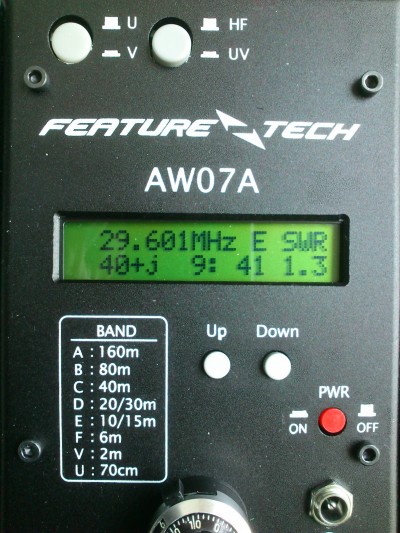 U HF
V UV
FEATURE TECH
AW07A
29.601MHz E SWR
40+j 9: 41 1.3
BAND
A : 160m
B : 80m
C : 40m
D : 20/30m
E : 10/15m
F : 6m
V : 2m
U : 70cm
Up Down
PWR
ON OFF